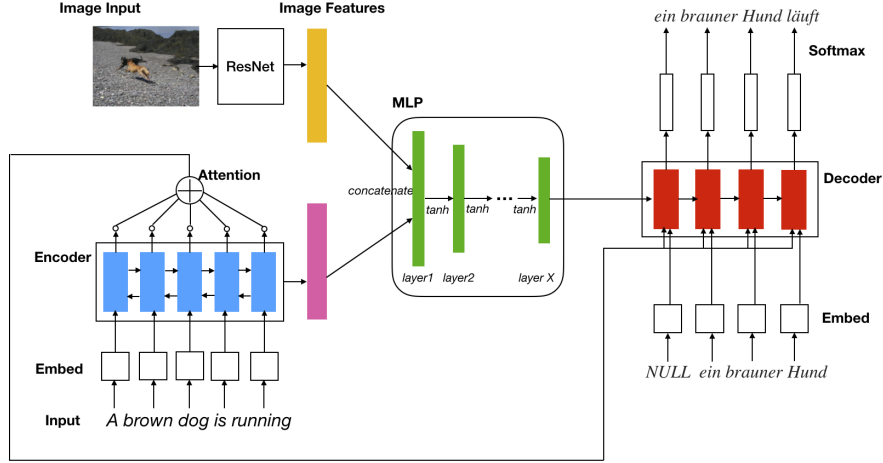 Image Input
Image Features
ein brauner Hund läuft
Softmax
ResNet
MLP
Attention
concatenate
Decoder
tanh
tanh
...
tanh
Encoder
layer1
layer2
layer X
Embed
Embed
NULL ein brauner Hund
Input
A brown dog is running